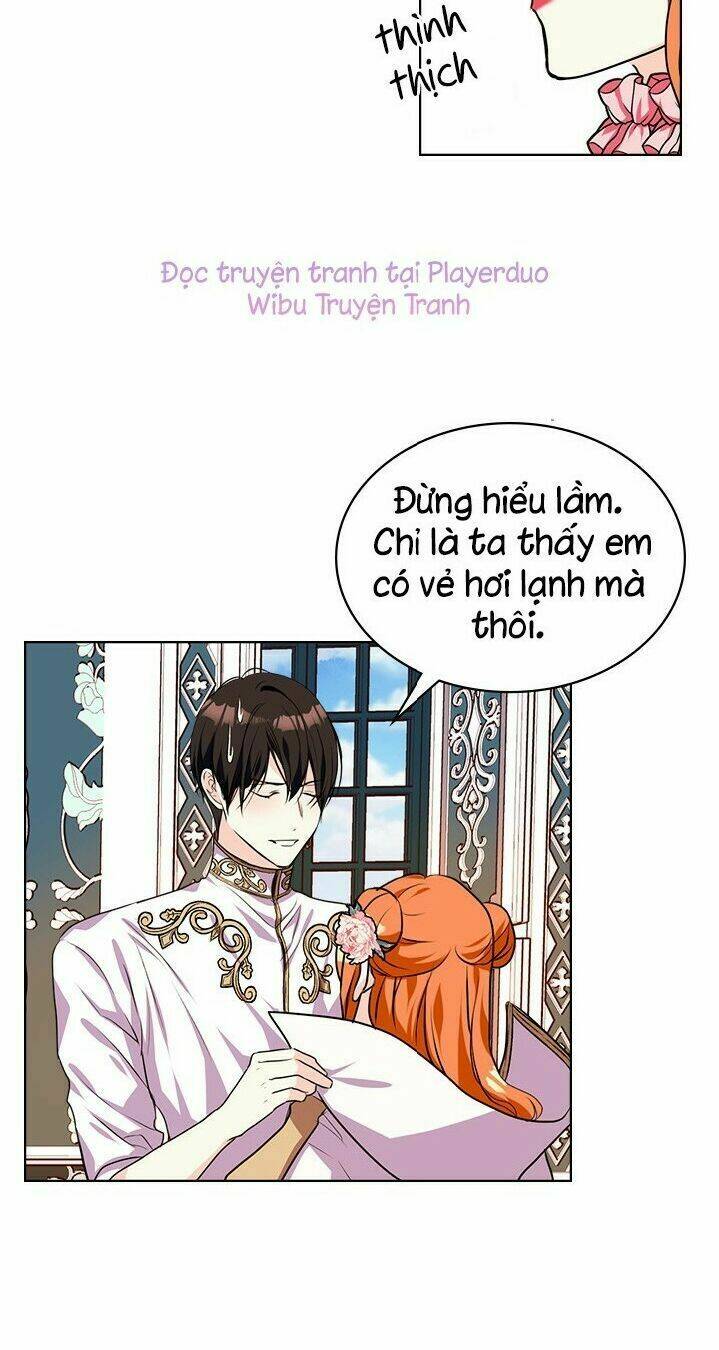 thình
thịch
Đọc truyện tranh tại Playerduo
Wibu Truyện Tranh
Đừng hiểu lầm.
Chỉ là ta thấy em
có vẻ hơi lạnh mà
thôi.